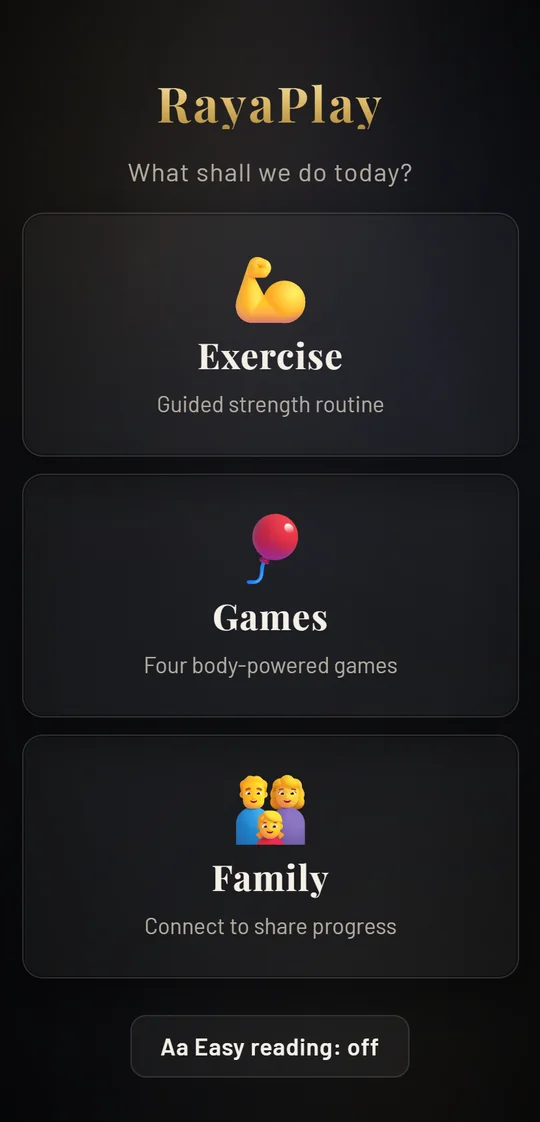 RayaPlay
What shall we do today?
Exercise
Guided strength routine
Games
Four body-powered games
Family
Connect to share progress
Aa Easy reading: off